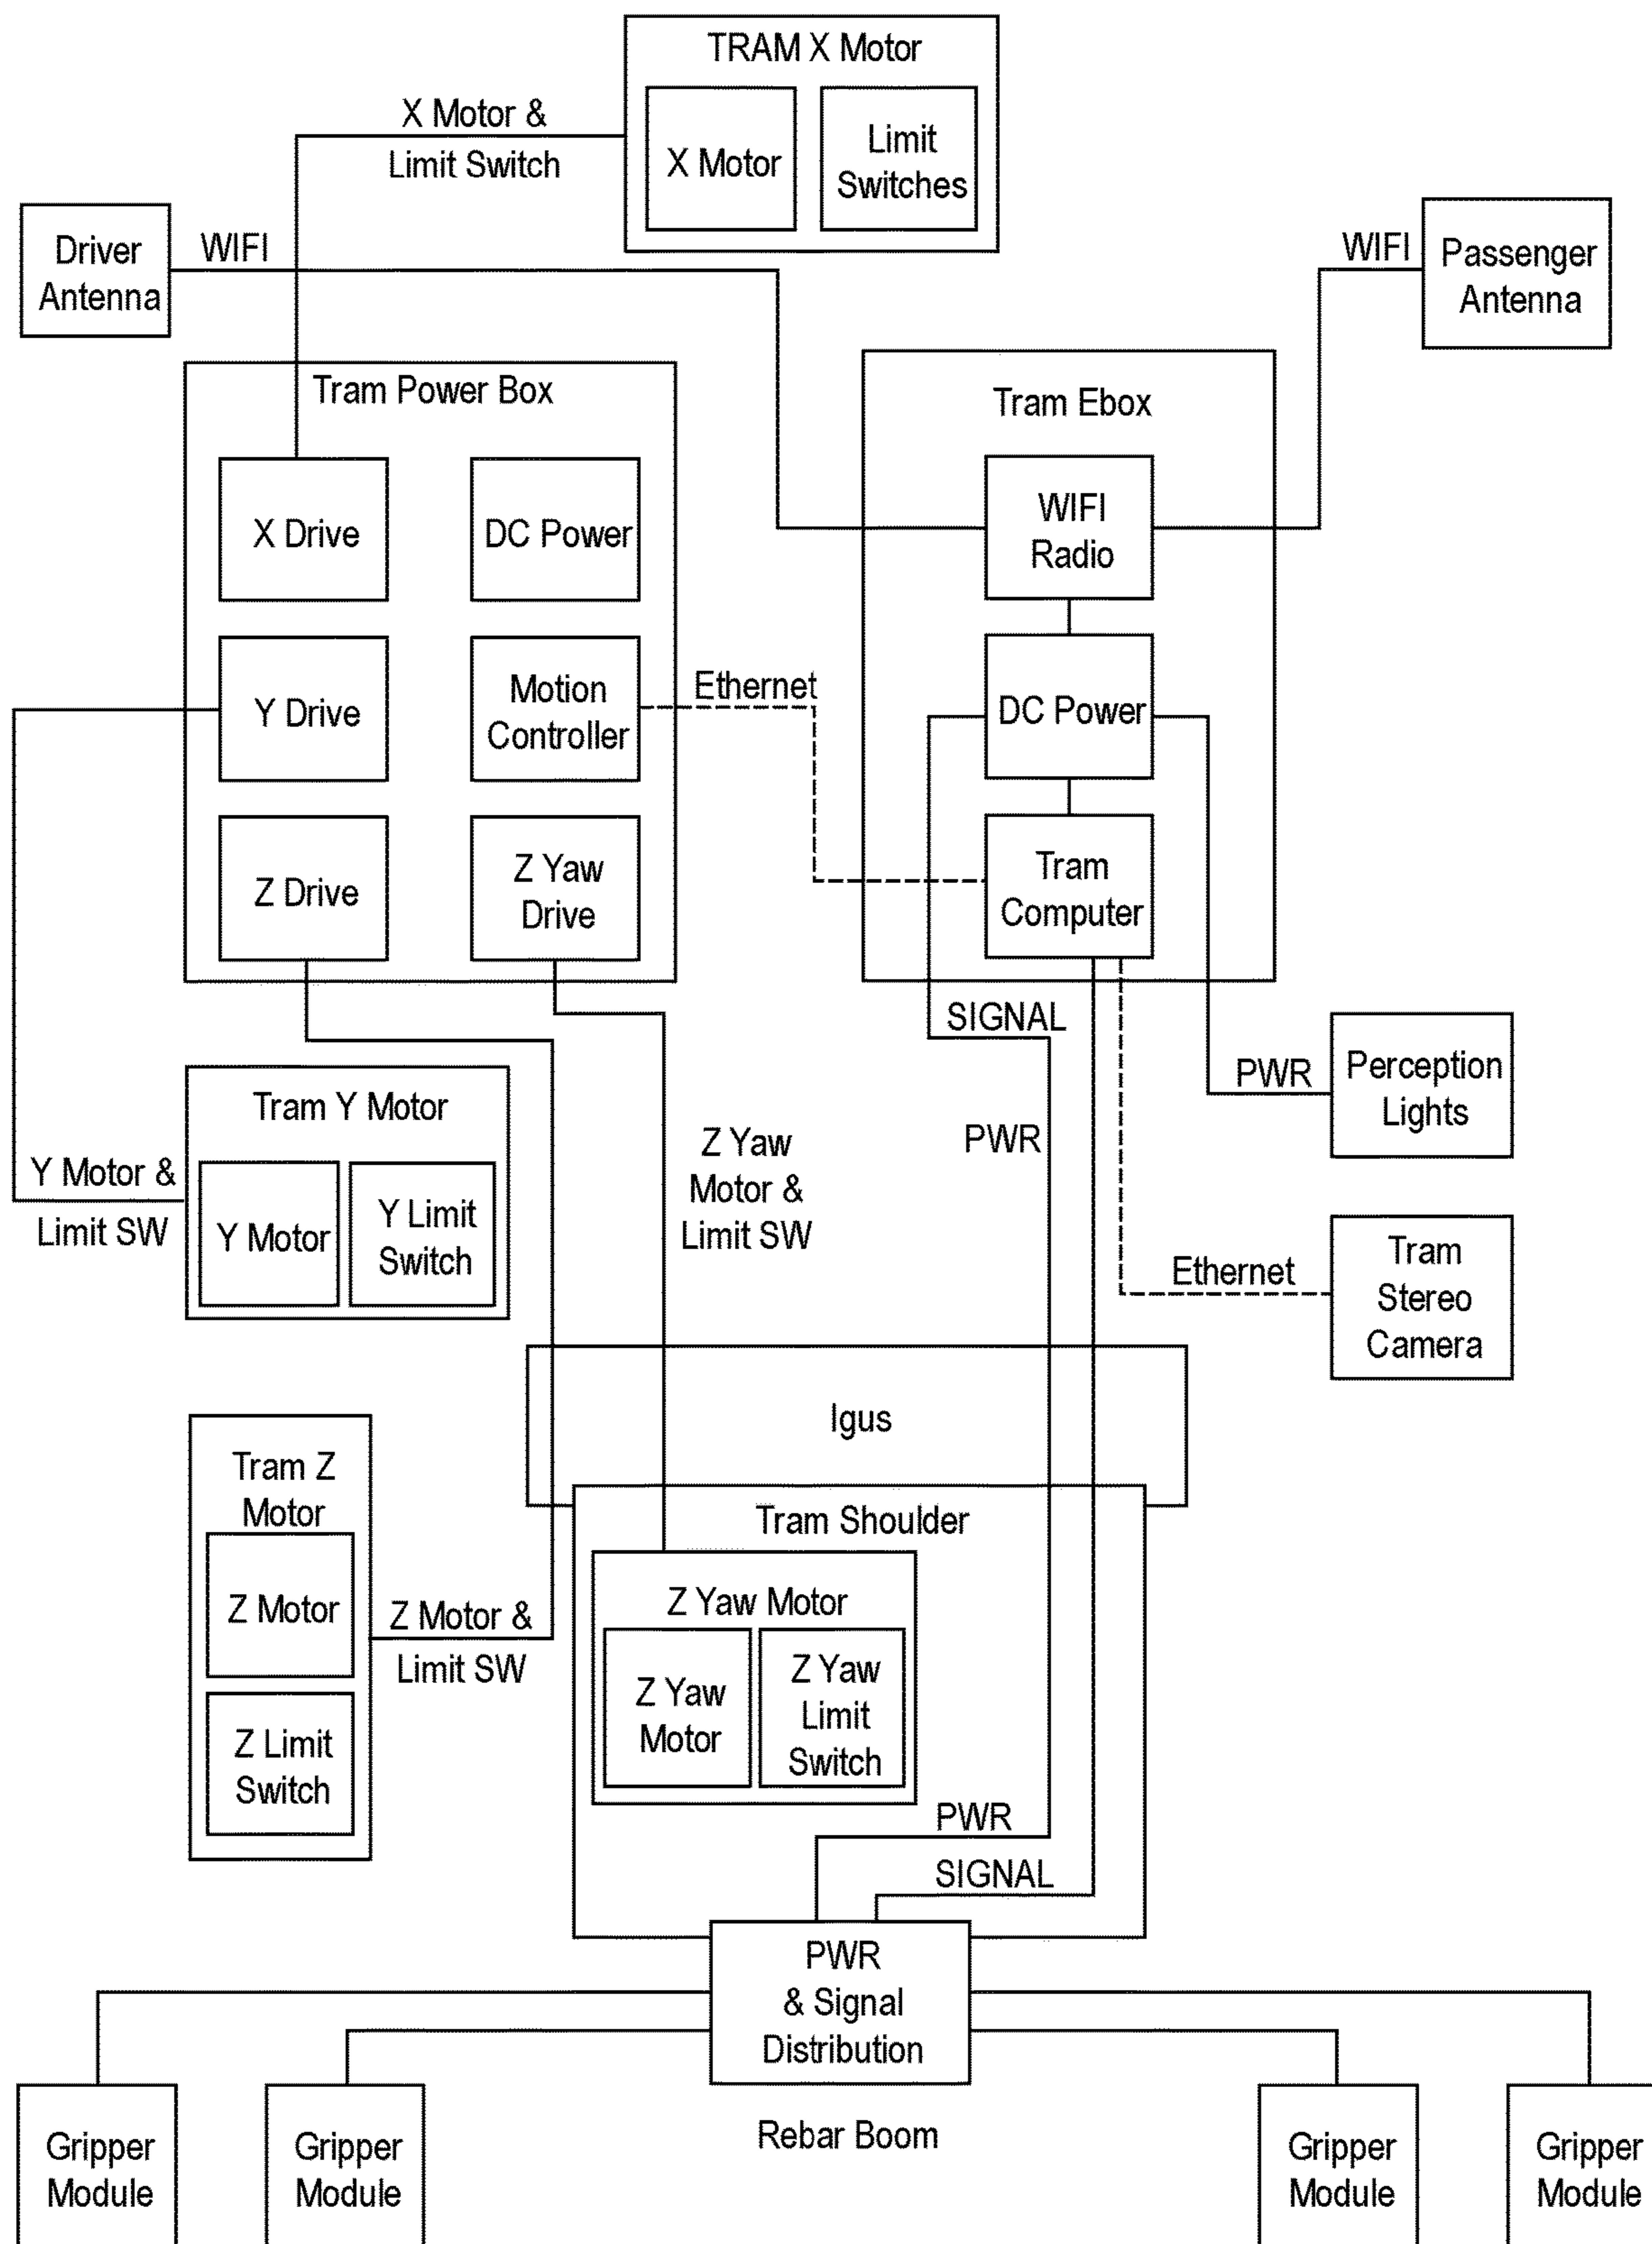 TRAM X Motor
X Motor &
Limit Switch
X Motor
Limit
Switches
Driver
Antenna
WIFI
WIFI
Passenger
Antenna
Tram Power Box
X Drive
DC Power
Y Drive
Motion
Controller
Z Drive
Z Yaw
Drive
Ethernet
Tram Ebox
WIFI
Radio
DC Power
Tram
Computer
SIGNAL
PWR
PWR
Perception
Lights
Tram Y Motor
Y Motor &
Limit SW
Y Motor
Y Limit
Switch
Z Yaw
Motor &
Limit SW
Ethernet
Tram
Stereo
Camera
Igus
Tram Z
Motor
Z Motor
Z Limit
Switch
Z Motor &
Limit SW
Tram Shoulder
Z Yaw Motor
Z Yaw
Motor
Z Yaw
Limit
Switch
PWR
SIGNAL
PWR
& Signal
Distribution
Rebar Boom
Gripper
Module
Gripper
Module
Gripper
Module
Gripper
Module